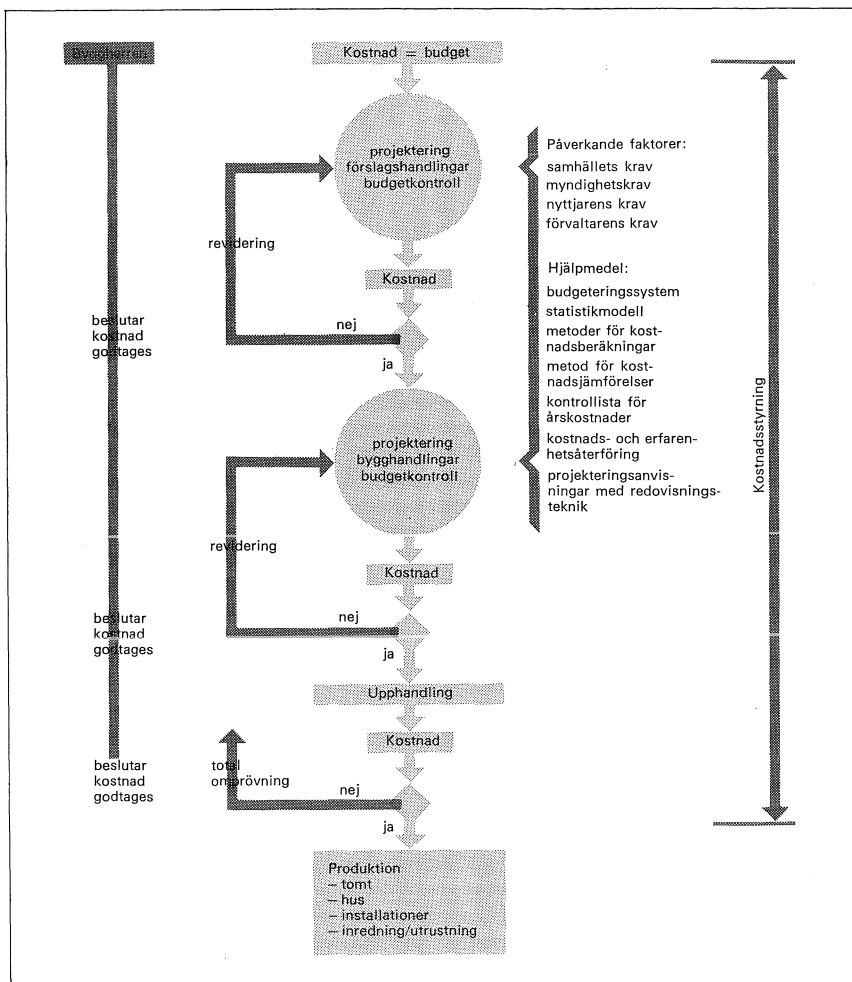 Byggherren
Kostnad = budget
projektering
förslagshandlingar
budgetkontroll
Påverkande faktorer:
samhällets krav
myndighetskrav
nyttjarens krav
förvaltarens krav
revidering
Kostnad
Hjälpmedel:
budgeteringssystem
statistikmodell
metoder för kost-
nadsberäkningar
metod för kost-
nadsjämförelser
kontrollista för
årskostnader
kostnads- och erfaren-
hetsåterföring
projekteringsanvis-
ningar med redovisnings-
teknik
Kostnadsstyrning
beslutar
kostnad
godtages
nej
ja
projektering
bygghandlingar
budgetkontroll
revidering
Kostnad
beslutar
kostnad
godtages
nej
ja
Upphandling
Kostnad
beslutar
kostnad
godtages
total
omprövning
nej
ja
Produktion
– tomt
– hus
– installationer
– inredning/utrustning